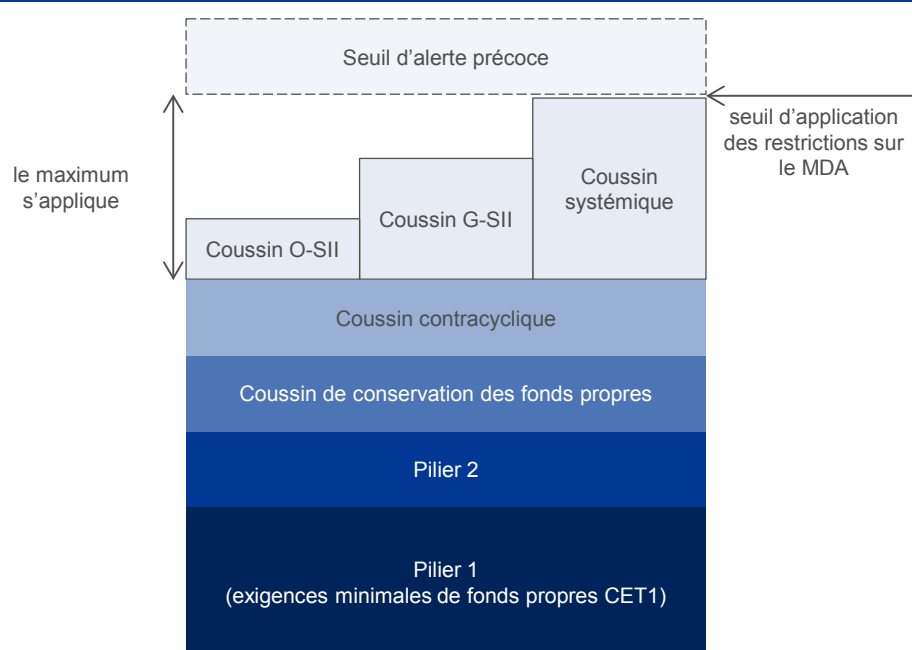 Seuil d’alerte précoce
seuil d’application
des restrictions sur
le MDA
le maximum
s’applique
Coussin
systémique
Coussin G-SII
Coussin O-SII
Coussin contracyclique
Coussin de conservation des fonds propres
Pilier 2
Pilier 1
(exigences minimales de fonds propres CET1)